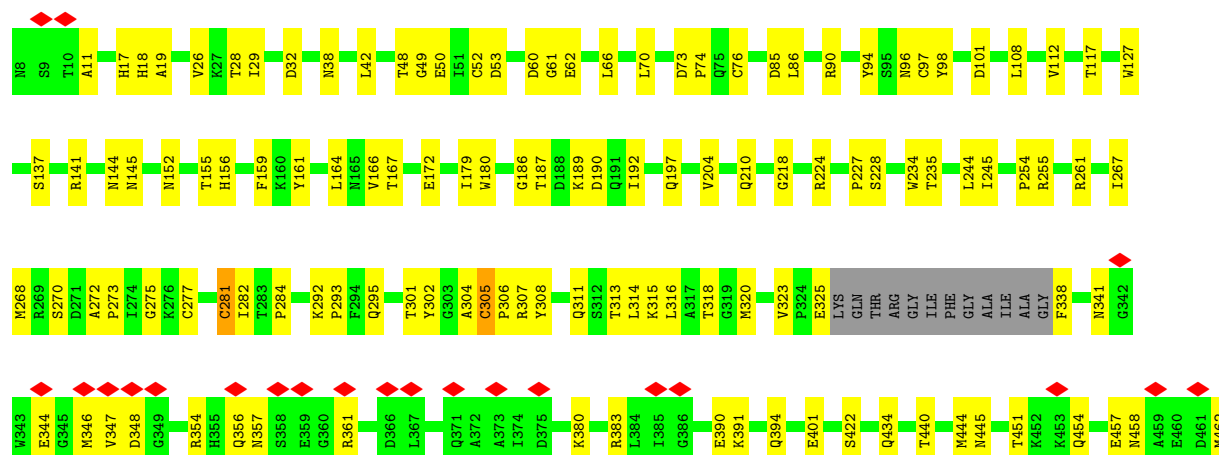 N8 S9 T10 A11 H17 H18 A19 V26 K27 T28 I29 D32 N38 L42 T48 G49 E50 I51 C52 D53 D60 G61 E62 L66 L70 D73 P74 Q75 C76 D85 L86 R90 Y94 S95 N96 C97 Y98 D101 L108 V112 T117 W127
S137 R141 N144 N145 N152 T155 H156 F159 K160 Y161 L164 N165 V166 T167 E172 I179 W180 G186 T187 D188 K189 D190 Q191 I192 Q197 V204 Q210 G218 R224 P227 S228 W234 T235 L244 I245 P254 R255 R261 I267
M268 R269 S270 D271 A272 P273 I274 G275 K276 C277 C281 I282 T283 P284 K292 P293 F294 Q295 T301 Y302 G303 A304 C305 P306 R307 Y308 Q311 S312 T313 L314 K315 L316 A317 T318 G319 M320 V323 P324 E325 LYS GLN THR ARG GLY ILE PHE GLY ALA ILE ALA GLY F338 N341 G342
W343 E344 G345 M346 V347 D348 G349 R354 H355 Q356 N357 S358 E359 G360 R361 D366 L367 Q371 A372 A373 I374 D375 K380 R383 L384 I385 G386 E390 K391 Q394 E401 S422 Q434 T440 M444 N445 T451 K452 K453 Q454 E457 N458 A459 E460 D461 M462